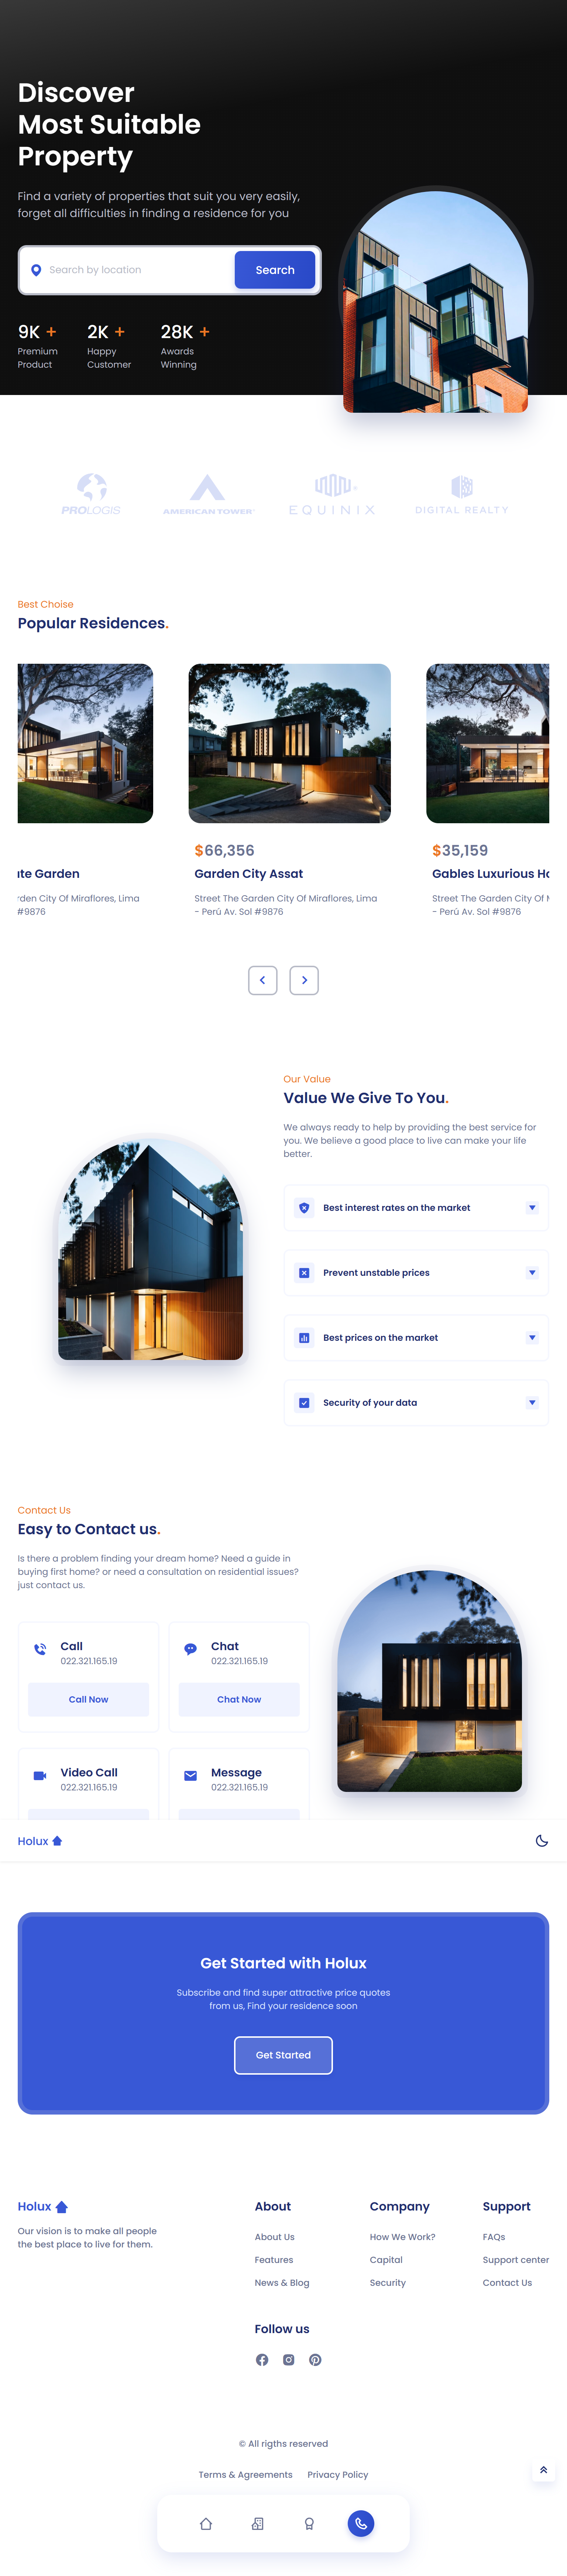 Discover
Most Suitable
Property
Find a variety of properties that suit you very easily,
forget all difficulties in finding a residence for you
Search by location
Search
9K +
Premium
Product
2K +
Happy
Customer
28K +
Awards
Winning
PROLOGIS
AMERICAN TOWER
EQUINIX
DIGITAL REALTY
Best Choise
Popular Residences.
te Garden
rden City Of Miraflores, Lima
#9876
$66,356
Garden City Assat
Street The Garden City Of Miraflores, Lima
- Perú Av. Sol #9876
$35,159
Gables Luxurious Ho
Street The Garden City Of M
- Perú Av. Sol #9876
Our Value
Value We Give To You.
We always ready to help by providing the best service for
you. We believe a good place to live can make your life
better.
Best interest rates on the market
Prevent unstable prices
Best prices on the market
Security of your data
Contact Us
Easy to Contact us.
Is there a problem finding your dream home? Need a guide in
buying first home? or need a consultation on residential issues?
just contact us.
Call
022.321.165.19
Call Now
Chat
022.321.165.19
Chat Now
Video Call
022.321.165.19
Message
022.321.165.19
Holux
Get Started with Holux
Subscribe and find super attractive price quotes
from us, Find your residence soon
Get Started
Holux
Our vision is to make all people
the best place to live for them.
About
About Us
Features
News & Blog
Company
How We Work?
Capital
Security
Support
FAQs
Support center
Contact Us
Follow us
© All rigths reserved
Terms & Agreements
Privacy Policy